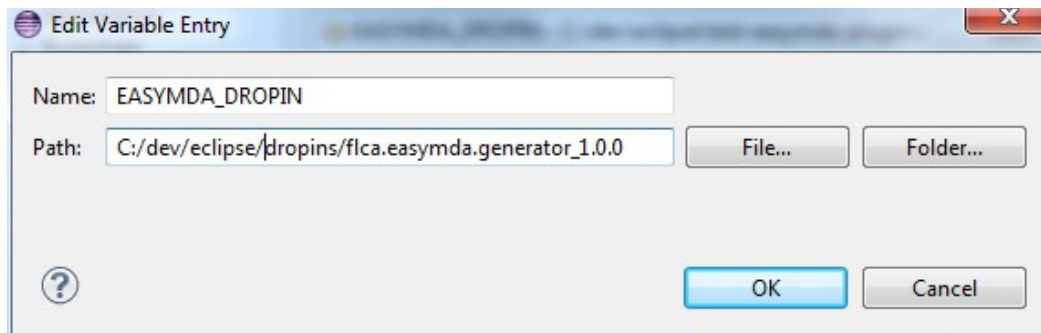 Edit Variable Entry
Name: EASYMDA_DROPIN
Path: C:/dev/eclipse/dropins/flca.easymda.generator_1.0.0 File... Folder...
OK Cancel